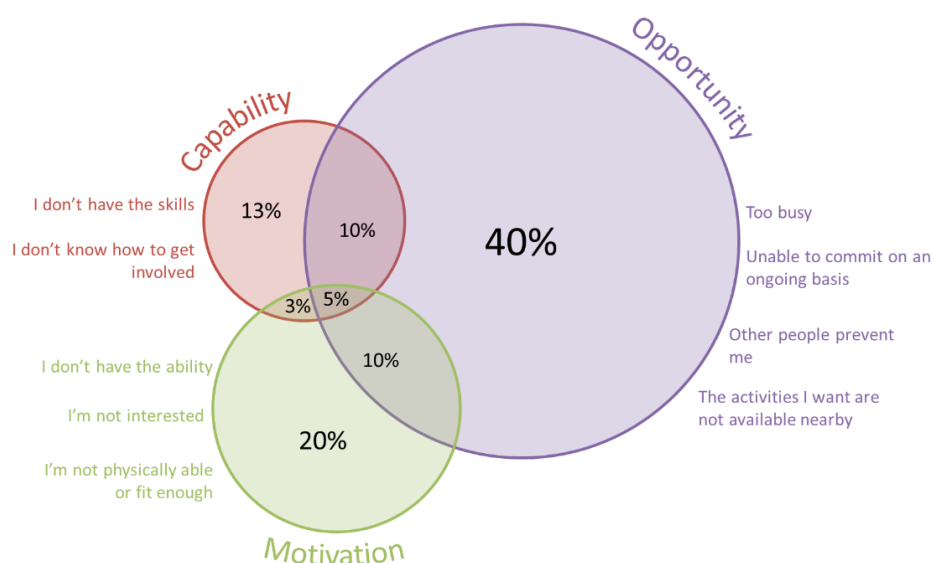 Opportunity
Capability
I don't have the skills
I don't know how to get
involved
13%
10%
40%
Too busy
Unable to commit on an
ongoing basis
Other people prevent
me
The activities I want are
not available nearby
3%
5%
10%
I don't have the ability
I'm not interested
I'm not physically able
or fit enough
20%
Motivation